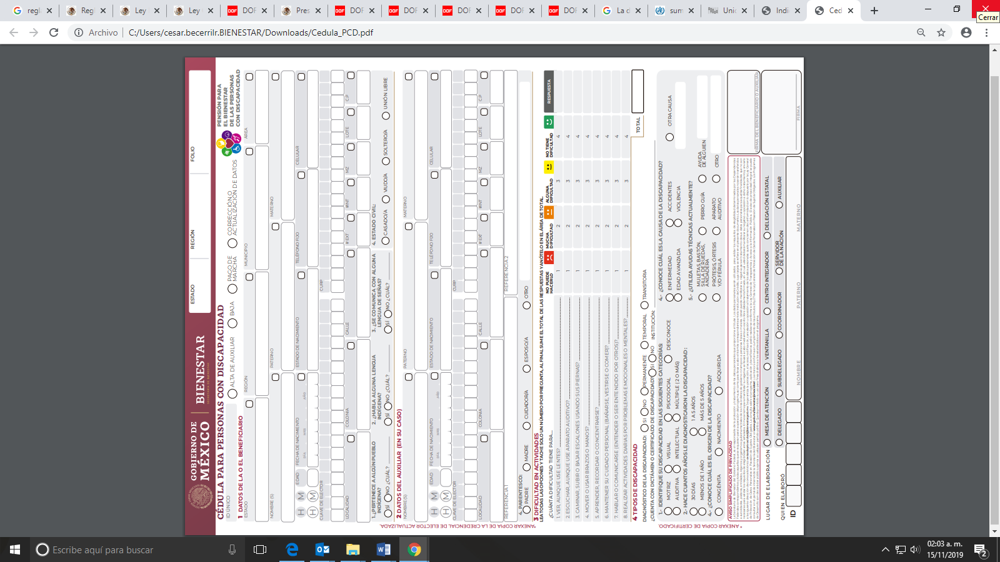 regla
Regl
Ley
Ley
DOF
Pres
DOF
DOF
DOF
DOF
DOF
La d
sum
Unic
Indi
Ced
Cerrar
Archivo
C:/Users/cesar.becerrilr.BIENESTAR/Downloads/Cedula_PCD.pdf
GOBIERNO DE
MÉXICO
BIENESTAR
ESTADO
REGIÓN
FOLIO
CÉDULA PARA PERSONAS CON DISCAPACIDAD
PENSIÓN PARA
EL BIENESTAR
DE LAS PERSONAS
CON DISCAPACIDAD
ID ÚNICO
ALTA DE AUXILIAR
BAJA
PAGO DE
MARCHA
CORRECCIÓN O
ACTUALIZACIÓN DE DATOS
1 DATOS DE LA O EL BENEFICIARIO
ESTADO
REGIÓN
MUNICIPIO
ÁREA
NOMBRE (S)
PATERNO
MATERNO
EDAD
FECHA DE NACIMIENTO
DÍA
MES
AÑO
ESTADO DE NACIMIENTO
TELÉFONO FIJO
CELULAR
H
M
H
M
CLAVE DE ELECTOR
CURP
LOCALIDAD
COLONIA
CALLE
# EXT
#INT
MZ
LOTE
C.P
1. ¿PERTENECE A ALGÚN PUEBLO
INDÍGENA?
SÍ
NO ¿CUÁL?
2. ¿HABLA ALGUNA LENGUA
INDÍGENA?
SÍ
NO ¿CUÁL?
3. ¿SE COMUNICA CON ALGUNA
LENGUA DE SEÑAS?
SÍ
NO ¿CUÁL?
4. ESTADO CIVIL:
CASADO/A
VIUDO/A
SOLTERO/A
UNIÓN LIBRE
2 DATOS DEL AUXILIAR (EN SU CASO)
*ANEXAR COPIA DE LA CREDENCIAL DE ELECTOR ACTUALIZADA.
NOMBRE(S)
PATERNO
MATERNO
EDAD
FECHA DE NACIMIENTO
DÍA
MES
AÑO
ESTADO DE NACIMIENTO
TELÉFONO FIJO
CELULAR
H
M
H
M
CLAVE DE ELECTOR
CURP
LOCALIDAD
COLONIA
CALLE
# EXT
#INT
MZ
LOTE
C.P
REFERENCIA 1
REFERENCIA 2
4. PARENTESCO:
PADRE
MADRE
CUIDADOR/A
ESPOSO/A
OTRO
3 DIFICULTAD EN ACTIVIDADES
LEA TODAS LAS OPCIONES Y TACHE SOLO UN NÚMERO POR PREGUNTA, AL FINAL SUME EL TOTAL DE LAS RESPUESTAS Y ANÓTELO EN EL ÁREA DE TOTAL.
¿CUÁNTA DIFICULTAD TIENE PARA...
NO PUEDE
HACERLO
MUCHA
DIFICULTAD
ALGUNA
DIFICULTAD
NO TIENE
DIFICULTAD
RESPUESTA
1. VER, AUNQUE USE LENTES? 1 2 3 4
2. ESCUCHAR, AUNQUE USE APARATO AUDITIVO? 1 2 3 4
3. CAMINAR, SUBIR O BAJAR ESCALONES USANDO SUS PIERNAS? 1 2 3 4
4. MOVER O USAR BRAZOS O MANOS? 1 2 3 4
5. APRENDER, RECORDAR O CONCENTRARSE? 1 2 3 4
6. MANTENER SU CUIDADO PERSONAL (BAÑARSE, VESTIRSE O COMER)? 1 2 3 4
7. HABLAR O COMUNICARSE (ENTENDER O SER ENTENDIDO POR OTROS)? 1 2 3 4
8. REALIZAR ACTIVIDADES DIARIAS POR PROBLEMAS EMOCIONALES O MENTALES? 1 2 3 4
TOTAL
4 TIPOS DE DISCAPACIDAD
DIAGNÓSTICO DE LA DISCAPACIDAD:
SI
NO
PERMANENTE
TEMPORAL
TRANSITORIA
¿CUENTA CON DICTÁMEN O CERTIFICADO DE DISCAPACIDAD?
SI
NO
INSTITUCIÓN:
*ANEXAR COPIA DE CERTIFICADO.
1.- IDENTIFIQUE SU DISCAPACIDAD EN LAS SIGUIENTES CATEGORÍAS:
MOTRIZ
VISUAL
PSICOSOCIAL
DESCONOCE
AUDITIVA
INTELECTUAL
MÚLTIPLE ( 2 O MÁS)
2.- HACE CUANTOS AÑOS LE DIAGNOSTICARON LA DISCAPACIDAD:
30 DÍAS
1 A 5 AÑOS
MENOS DE 1 AÑO
MÁS DE 5 AÑOS
4.- ¿CONOCE CUÁL ES EL ORIGEN DE LA DISCAPACIDAD?
CONGÉNITA
NACIMIENTO
ADQUIRIDA
4.- ¿CONOCE CUÁL ES LA CAUSA DE LA DISCAPACIDAD?
ENFERMEDAD
ACCIDENTES
OTRA CAUSA
EDAD AVANZADA
VIOLENCIA
5.- ¿UTILIZA AYUDAS TÉCNICAS ACTUALMENTE?
MULETAS, BASTÓN,
SILLA DE RUEDAS,
ANDADERA
PERRO GUÍA
AYUDA
DE ALGUIEN
PRÓTESIS, ÓRTESIS
Y/O FÉRULA
APARATO
AUDITIVO
OTRO
AVISO SIMPLIFICADO DE PRIVACIDAD
FIRMA DEL BENEFICIARIO O AUXILIAR
LUGAR DE ELABORACIÓN
MESA DE ATENCIÓN
VENTANILLA
CENTRO INTEGRADOR
DELEGACIÓN ESTATAL
QUIEN ELABORÓ
DELEGADO
SUBDELEGADO
COORDINADOR
SERVIDOR
DE LA NACIÓN
AUXILIAR
ID
NOMBRE
PATERNO
MATERNO
FIRMA
Escribe aquí para buscar
02:03 a. m.
15/11/2019
2